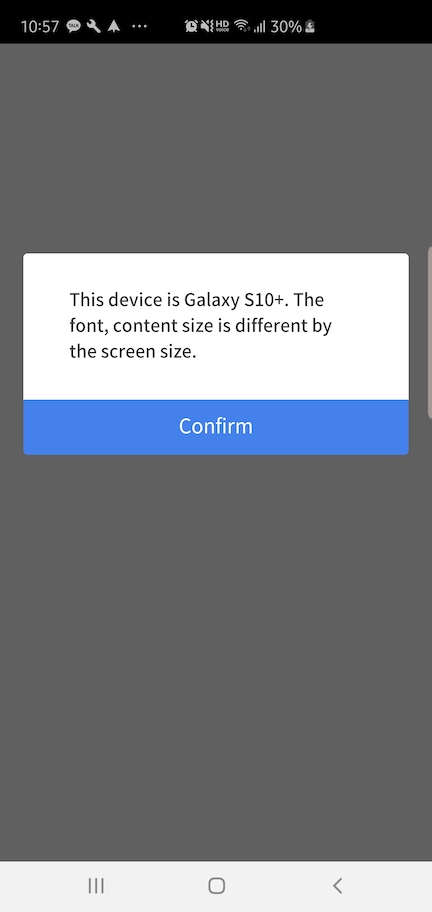 10:57 TALK HD voice 30%
This device is Galaxy S10+. The
font, content size is different by
the screen size.
Confirm